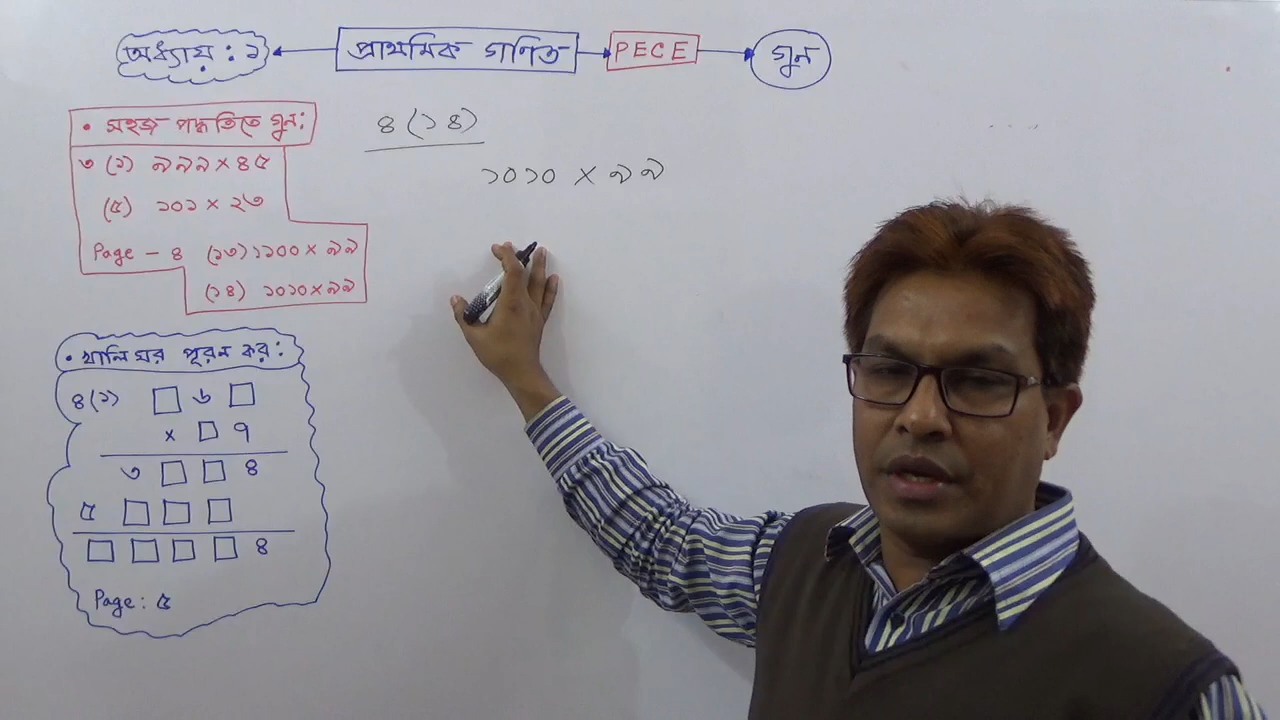 অধ্যায় : ১ প্রাথমিক গণিত PECE গুন
• সহজ পদ্ধতিতে গুন:
৩ (১) ৯৯৯ × ৪৫
(৫) ১০১ × ২৩
Page – ৪ (১৩) ১১০০ × ৯৯
(১৪) ১০১০ × ৯৯
৪ (১৪)
১০১০ × ৯৯
• খালি ঘর পূরন কর:
৪(১) □ ৬ □
× □ ৭
৩ □ □ ৪
৫ □ □ □
□ □ □ □ ৪
Page: ৫